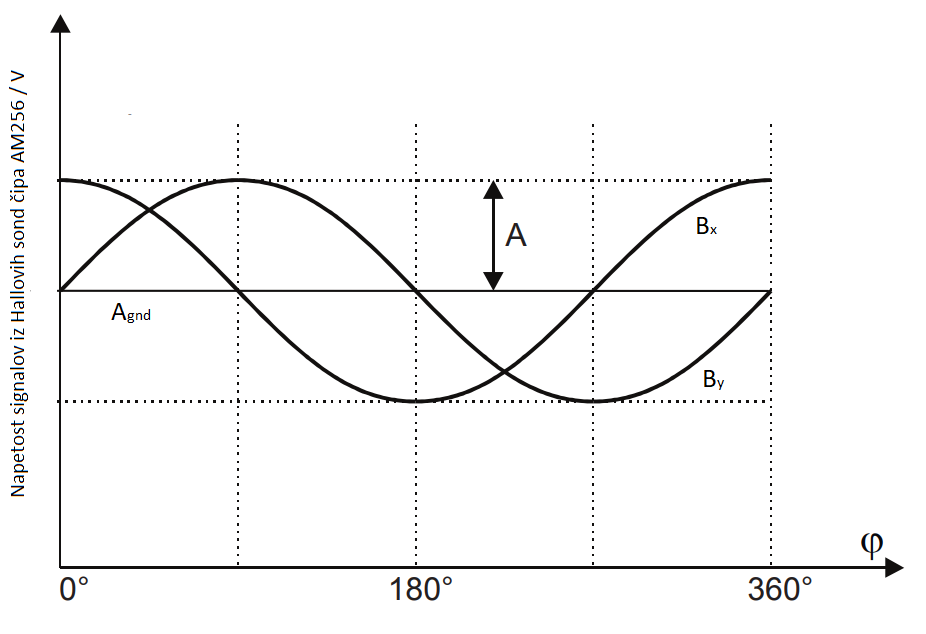 Napetost signalov iz Hallovih sond čipa AM256 / V
A
Bx
Agnd
By
φ
0° 180° 360°